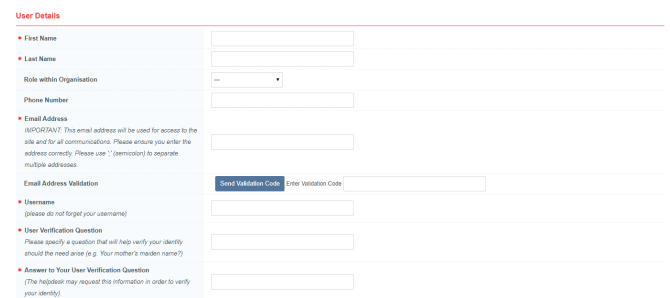 User Details
* First Name
* Last Name
Role within Organisation
---
Phone Number
* Email Address
IMPORTANT: This email address will be used for access to the
site and for all communications. Please ensure you enter the
address correctly. Please use ';' (semicolon) to separate
multiple addresses.
Email Address Validation
Send Validation Code Enter Validation Code
* Username
(please do not forget your username)
* User Verification Question
Please specify a question that will help verify your identity
should the need arise (e.g. Your mother's maiden name?)
* Answer to Your User Verification Question
(The helpdesk may request this information in order to verify
your identity).